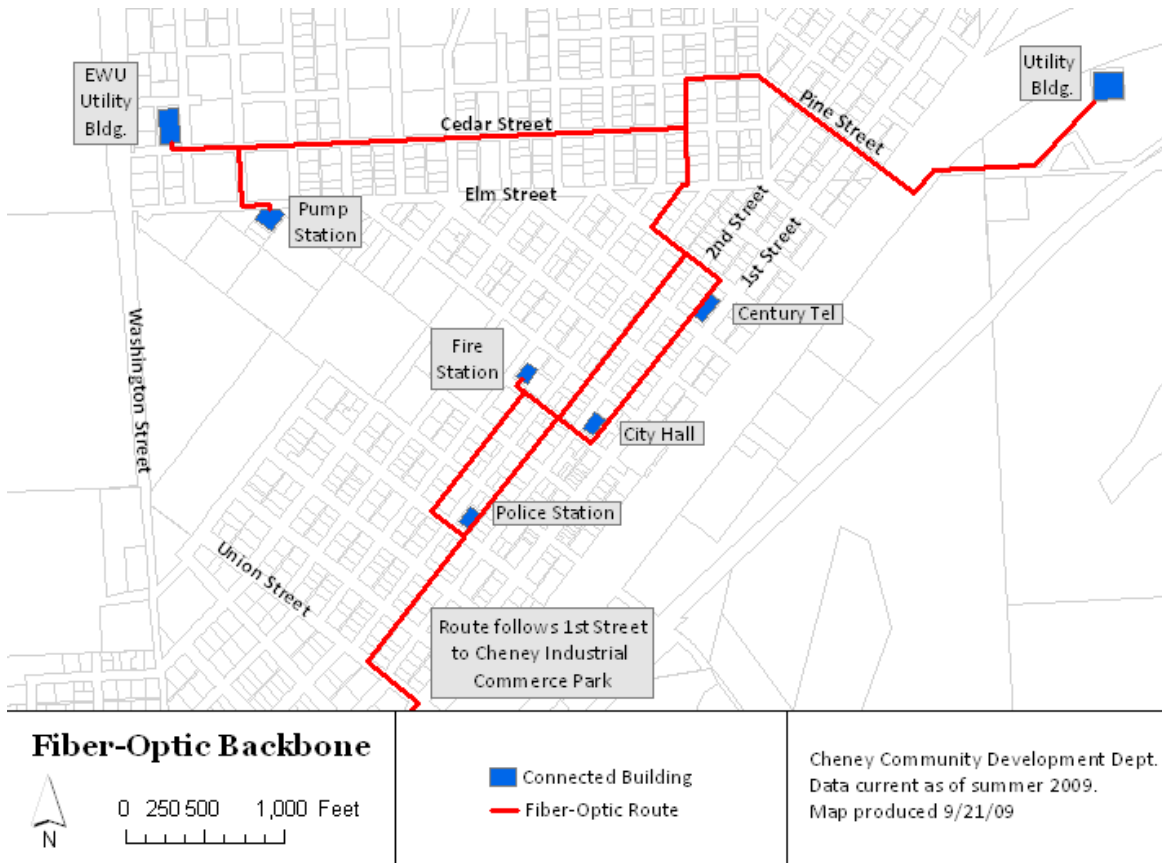 EWU
Utility
Bldg.
Utility
Bldg.
Pine Street
Cedar Street
Elm Street
Pump
Station
2nd Street
1st Street
Century Tel
Washington Street
Fire
Station
City Hall
Police Station
Union Street
Route follows 1st Street
to Cheney Industrial
Commerce Park
Fiber-Optic Backbone
N
0 250 500 1,000 Feet
Connected Building
Fiber-Optic Route
Cheney Community Development Dept.
Data current as of summer 2009.
Map produced 9/21/09